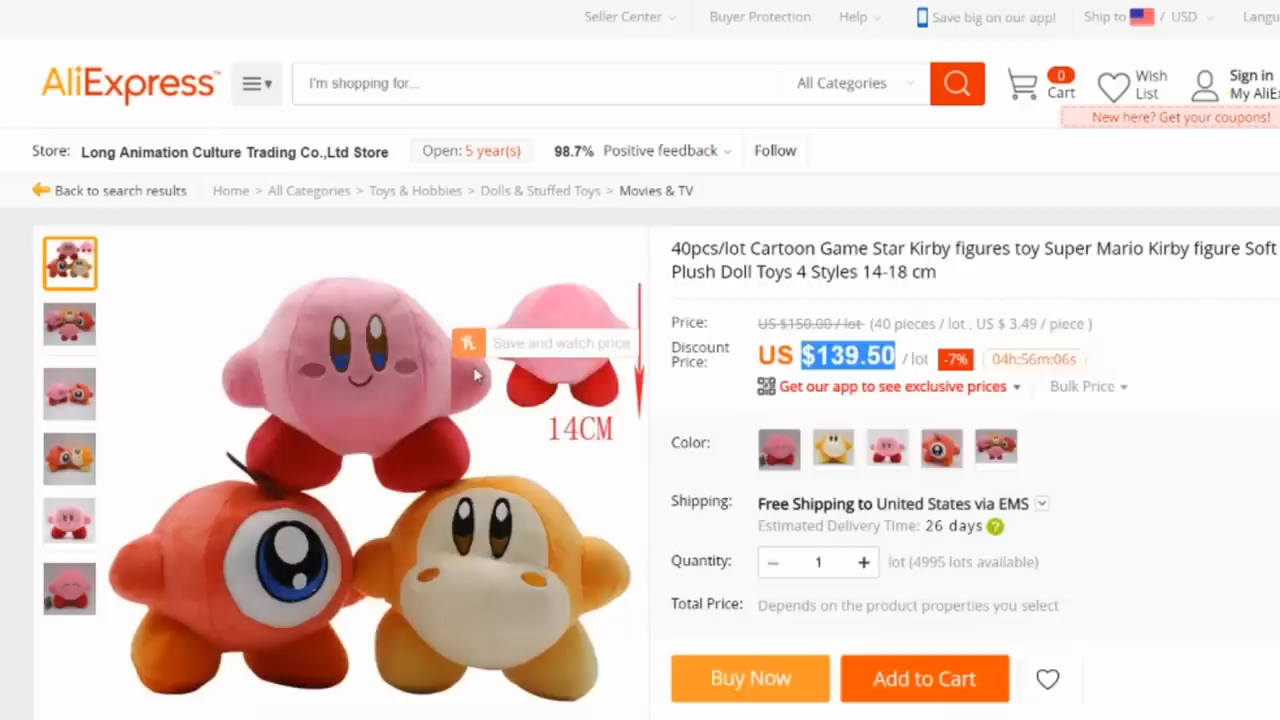 Seller Center
Buyer Protection
Help
Save big on our app!
Ship to / USD
Langu
AliExpress™
I'm shopping for...
All Categories
0
Cart
Wish
List
Sign in
My AliEx
New here? Get your coupons!
Store: Long Animation Culture Trading Co.,Ltd Store
Open: 5 year(s)
98.7% Positive feedback
Follow
Back to search results
Home > All Categories > Toys & Hobbies > Dolls & Stuffed Toys > Movies & TV
Save and watch price
14CM
40pcs/lot Cartoon Game Star Kirby figures toy Super Mario Kirby figure Soft
Plush Doll Toys 4 Styles 14-18 cm
Price: US $150.00 / lot (40 pieces / lot , US $ 3.49 / piece )
Discount
Price: US $139.50 / lot -7% 04h:56m:06s
Get our app to see exclusive prices
Bulk Price
Color:
Shipping: Free Shipping to United States via EMS
Estimated Delivery Time: 26 days ?
Quantity: − 1 + lot (4995 lots available)
Total Price: Depends on the product properties you select
Buy Now
Add to Cart